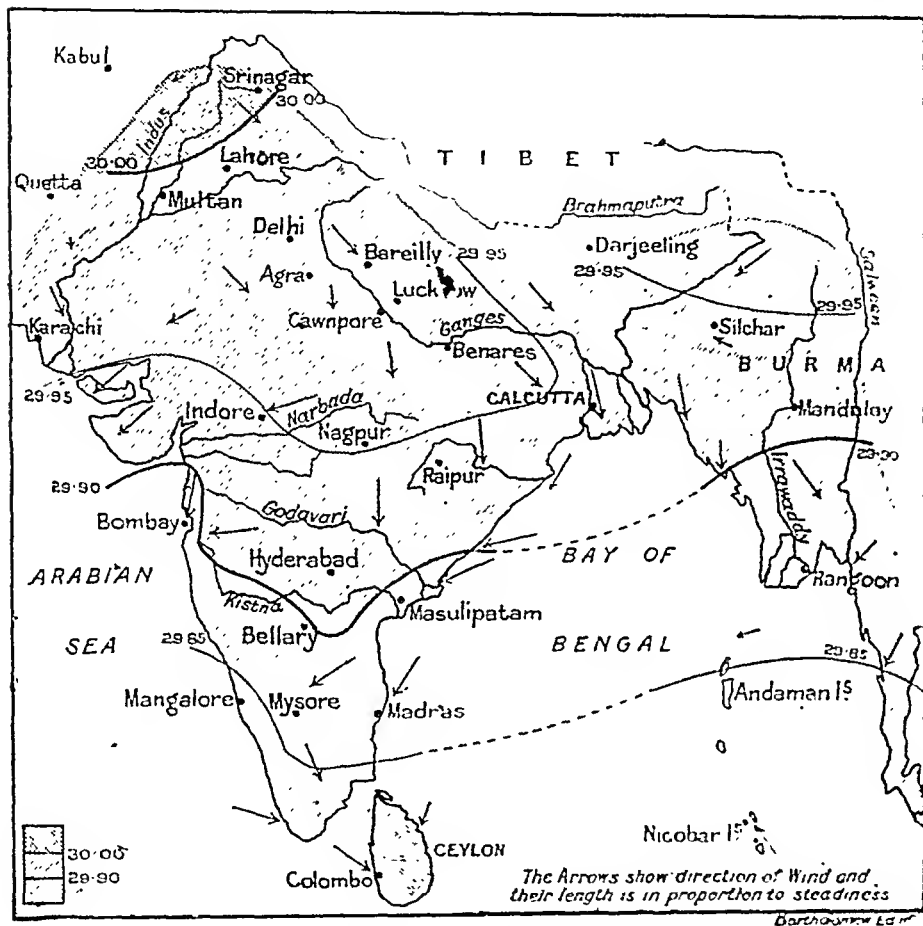 Kabul
Srinagar
30·00
Indus
30·00
Lahore
TIBET
Quetta
Multan
Brahmaputra
Delhi
Bareilly
29·95
Darjeeling
Salween
Agra
29·95
29·95
Lucknow
Karachi
Cawnpore
Ganges
Silchar
Benares
BURMA
29·95
CALCUTTA
Mandalay
Indore
Narbada
Nagpur
29·90
Raipur
Irrawaddy
Bombay
Godavari
ARABIAN
Hyderabad
BAY OF
Rangoon
Kistna
Masulipatam
29·85
Bellary
SEA
BENGAL
29·85
Mangalore
Mysore
Madras
Andaman Is
Nicobar Is
30·00
29·90
CEYLON
Colombo
The Arrows show direction of Wind and
their length is in proportion to steadiness